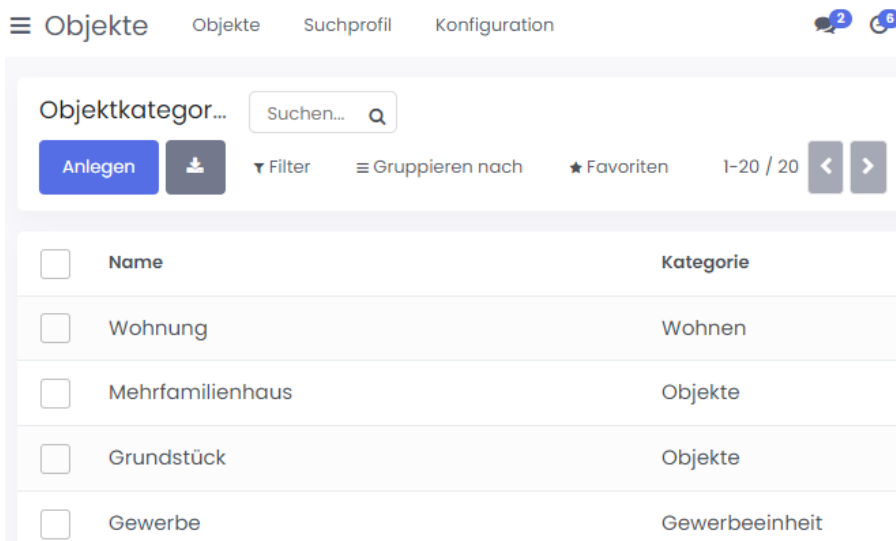 Objekte Objekte Suchprofil Konfiguration 2 6
Objektkategor... Suchen...
Anlegen Filter Gruppieren nach Favoriten 1-20 / 20
Name Kategorie
Wohnung Wohnen
Mehrfamilienhaus Objekte
Grundstück Objekte
Gewerbe Gewerbeeinheit